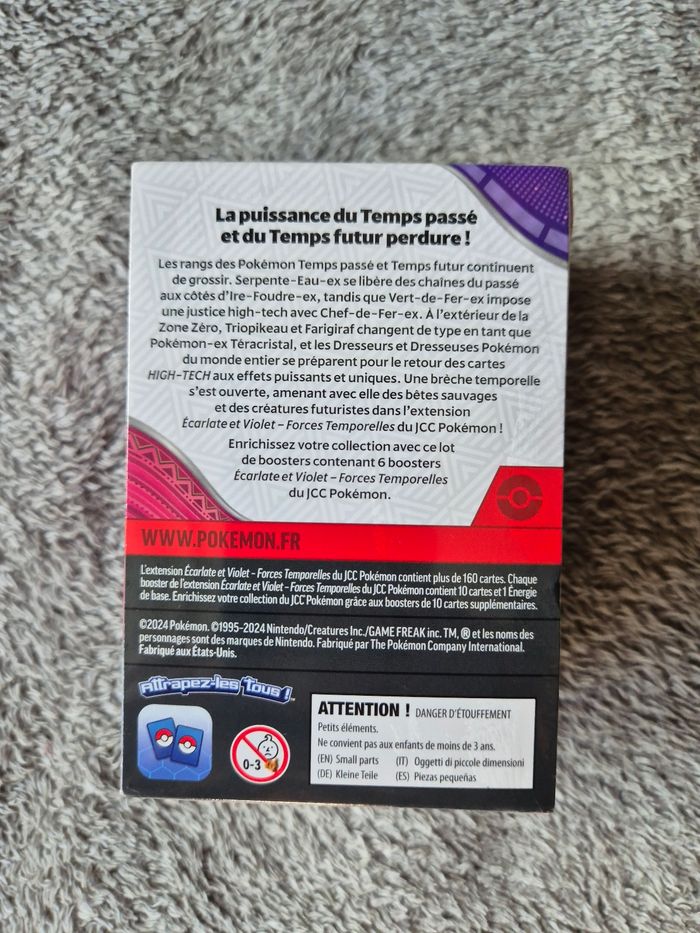 La puissance du Temps passé
et du Temps futur perdure !
Les rangs des Pokémon Temps passé et Temps futur continuent
de grossir. Serpente-Eau-ex se libère des chaînes du passé
aux côtés d'Ire-Foudre-ex, tandis que Vert-de-Fer-ex impose
une justice high-tech avec Chef-de-Fer-ex. À l'extérieur de la
Zone Zéro, Triopikeau et Farigiraf changent de type en tant que
Pokémon-ex Téracristal, et les Dresseurs et Dresseuses Pokémon
du monde entier se préparent pour le retour des cartes
HIGH-TECH aux effets puissants et uniques. Une brèche temporelle
s'est ouverte, amenant avec elle des bêtes sauvages
et des créatures futuristes dans l'extension
Écarlate et Violet – Forces Temporelles du JCC Pokémon !
Enrichissez votre collection avec ce lot
de boosters contenant 6 boosters
Écarlate et Violet – Forces Temporelles
du JCC Pokémon.
WWW.POKEMON.FR
L'extension Écarlate et Violet – Forces Temporelles du JCC Pokémon contient plus de 160 cartes. Chaque
booster de l'extension Écarlate et Violet – Forces Temporelles du JCC Pokémon contient 10 cartes et 1 Énergie
de base. Enrichissez votre collection du JCC Pokémon grâce aux boosters de 10 cartes supplémentaires.
©2024 Pokémon. ©1995-2024 Nintendo/Creatures Inc./GAME FREAK inc. TM, ® et les noms des
personnages sont des marques de Nintendo. Fabriqué par The Pokémon Company International.
Fabriqué aux États-Unis.
Attrapez-les Tous !™
0-3
ATTENTION ! DANGER D'ÉTOUFFEMENT
Petits éléments.
Ne convient pas aux enfants de moins de 3 ans.
(EN) Small parts (IT) Oggetti di piccole dimensioni
(DE) Kleine Teile (ES) Piezas pequeñas